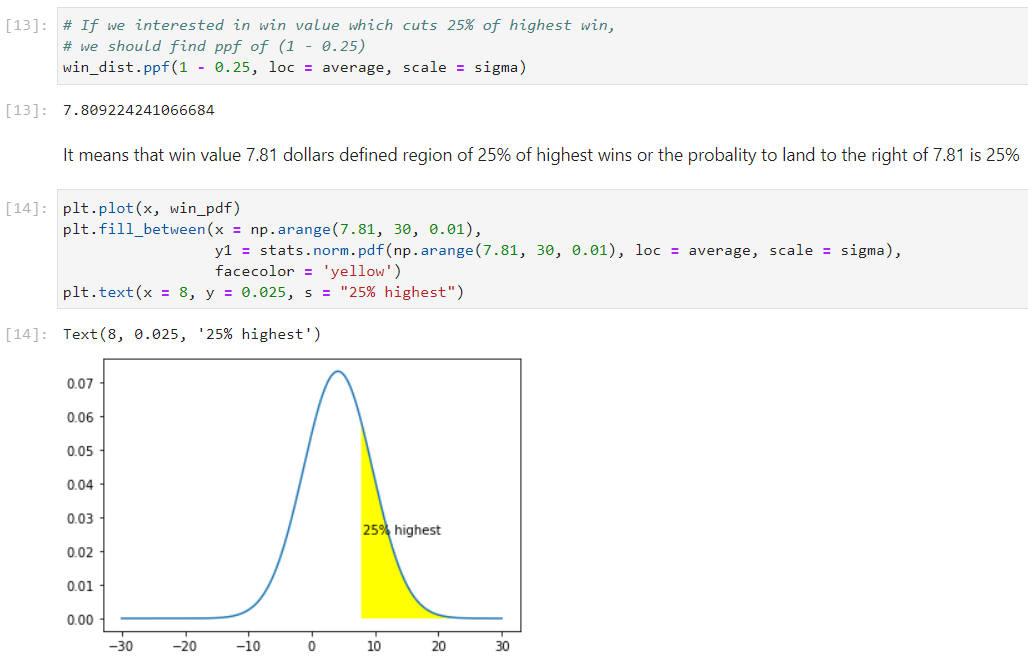 [13]: # If we interested in win value which cuts 25% of highest win,
# we should find ppf of (1 - 0.25)
win_dist.ppf(1 - 0.25, loc = average, scale = sigma)
[13]: 7.809224241066684
It means that win value 7.81 dollars defined region of 25% of highest wins or the probality to land to the right of 7.81 is 25%
[14]: plt.plot(x, win_pdf)
plt.fill_between(x = np.arange(7.81, 30, 0.01),
y1 = stats.norm.pdf(np.arange(7.81, 30, 0.01), loc = average, scale = sigma),
facecolor = 'yellow')
plt.text(x = 8, y = 0.025, s = "25% highest")
[14]: Text(8, 0.025, '25% highest')
0.07
0.06
0.05
0.04
0.03
25% highest
0.02
0.01
0.00
−30 −20 −10 0 10 20 30